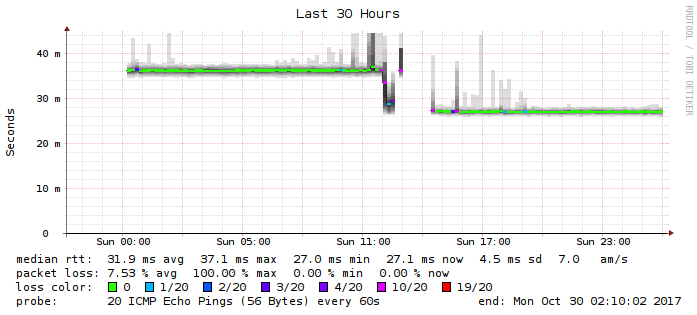 Last 30 Hours
RRDTOOL / TOBI OETIKER
Seconds
40 m
30 m
20 m
10 m
0
Sun 00:00 Sun 05:00 Sun 11:00 Sun 17:00 Sun 23:00
median rtt: 31.9 ms avg 37.1 ms max 27.0 ms min 27.1 ms now 4.5 ms sd 7.0 am/s
packet loss: 7.53 % avg 100.00 % max 0.00 % min 0.00 % now
loss color: 0 1/20 2/20 3/20 4/20 10/20 19/20
probe: 20 ICMP Echo Pings (56 Bytes) every 60s end: Mon Oct 30 02:10:02 2017